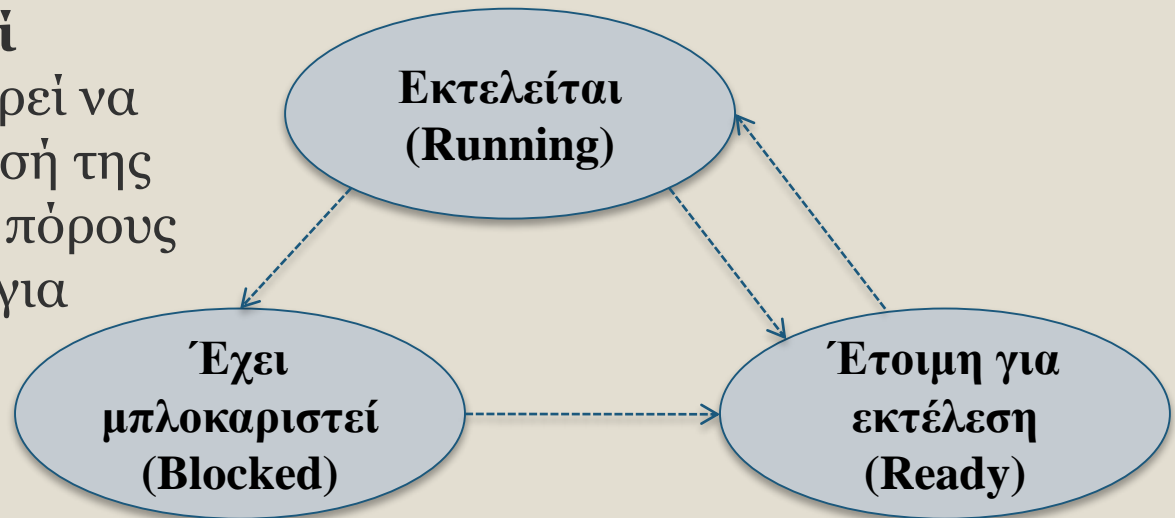 ί
ρεί να
σή της
πόρους
για
Εκτελείται
(Running)
Έχει
μπλοκαριστεί
(Blocked)
Έτοιμη για
εκτέλεση
(Ready)